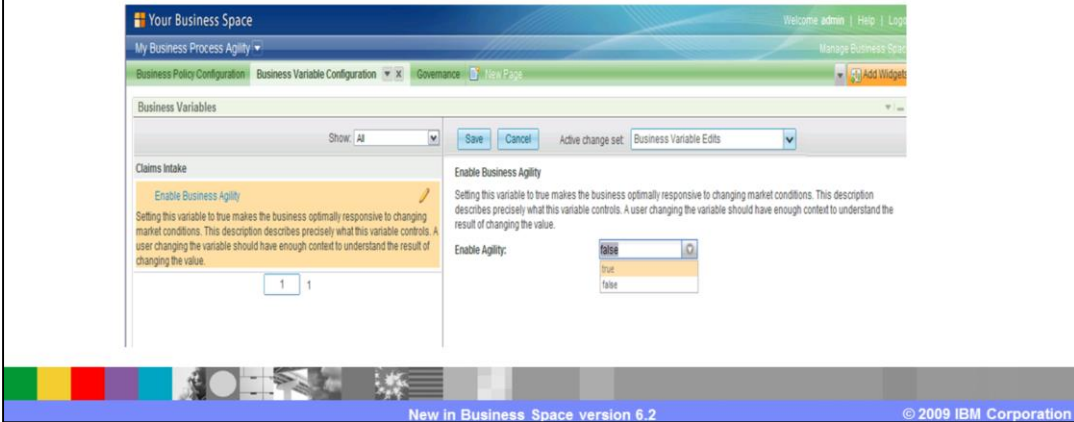 Your Business Space
Welcome admin | Help |
My Business Process Agility
Manage Business
Business Policy Configuration Business Variable Configuration Governance New Page
Add Widgets
Business Variables
Show: All
Save Cancel Active change set: Business Variable Edits
Claims Intake
Enable Business Agility
Setting this variable to true makes the business optimally responsive to changing
market conditions. This description describes precisely what this variable controls. A
user changing the variable should have enough context to understand the result of
changing the value.
1 1
Enable Business Agility
Setting this variable to true makes the business optimally responsive to changing market conditions. This description
describes precisely what this variable controls. A user changing the variable should have enough context to understand the
result of changing the value.
Enable Agility: false
true
false
New in Business Space version 6.2
© 2009 IBM Corporation